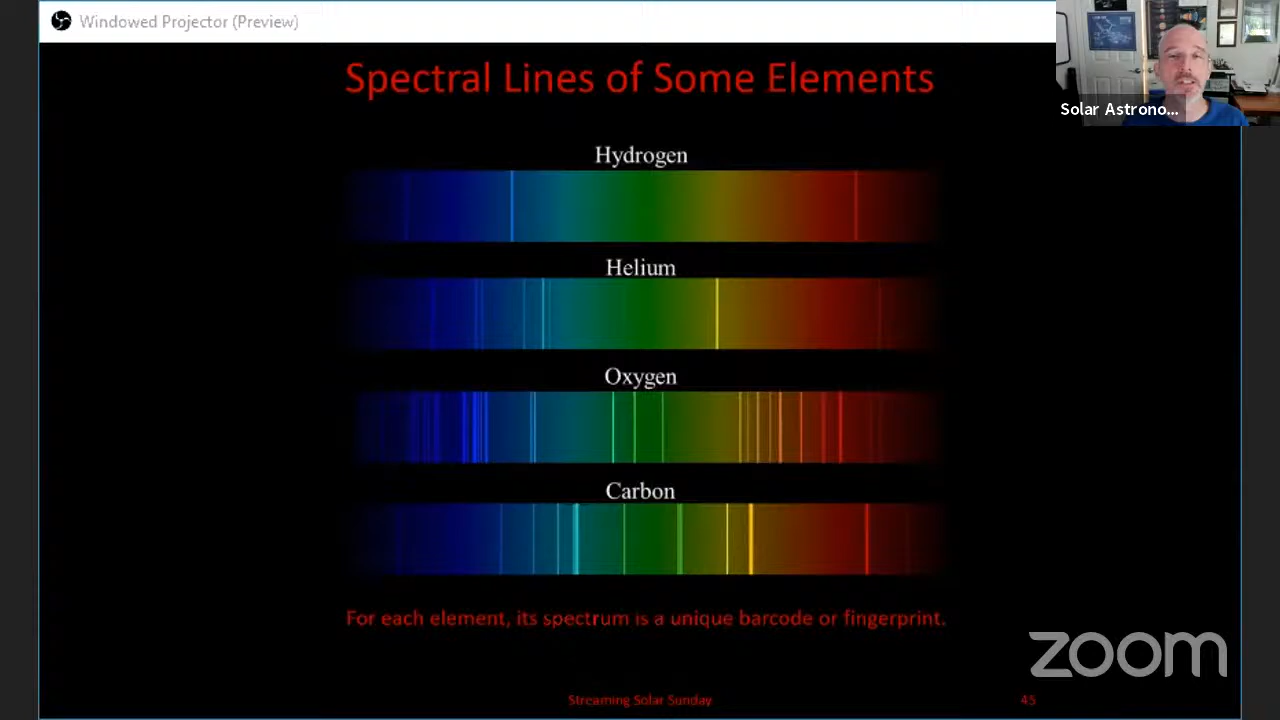 Windowed Projector (Preview)
Solar Astrono...
Spectral Lines of Some Elements
Hydrogen
Helium
Oxygen
Carbon
For each element, its spectrum is a unique barcode or fingerprint.
zoom
Streaming Solar Sunday
45